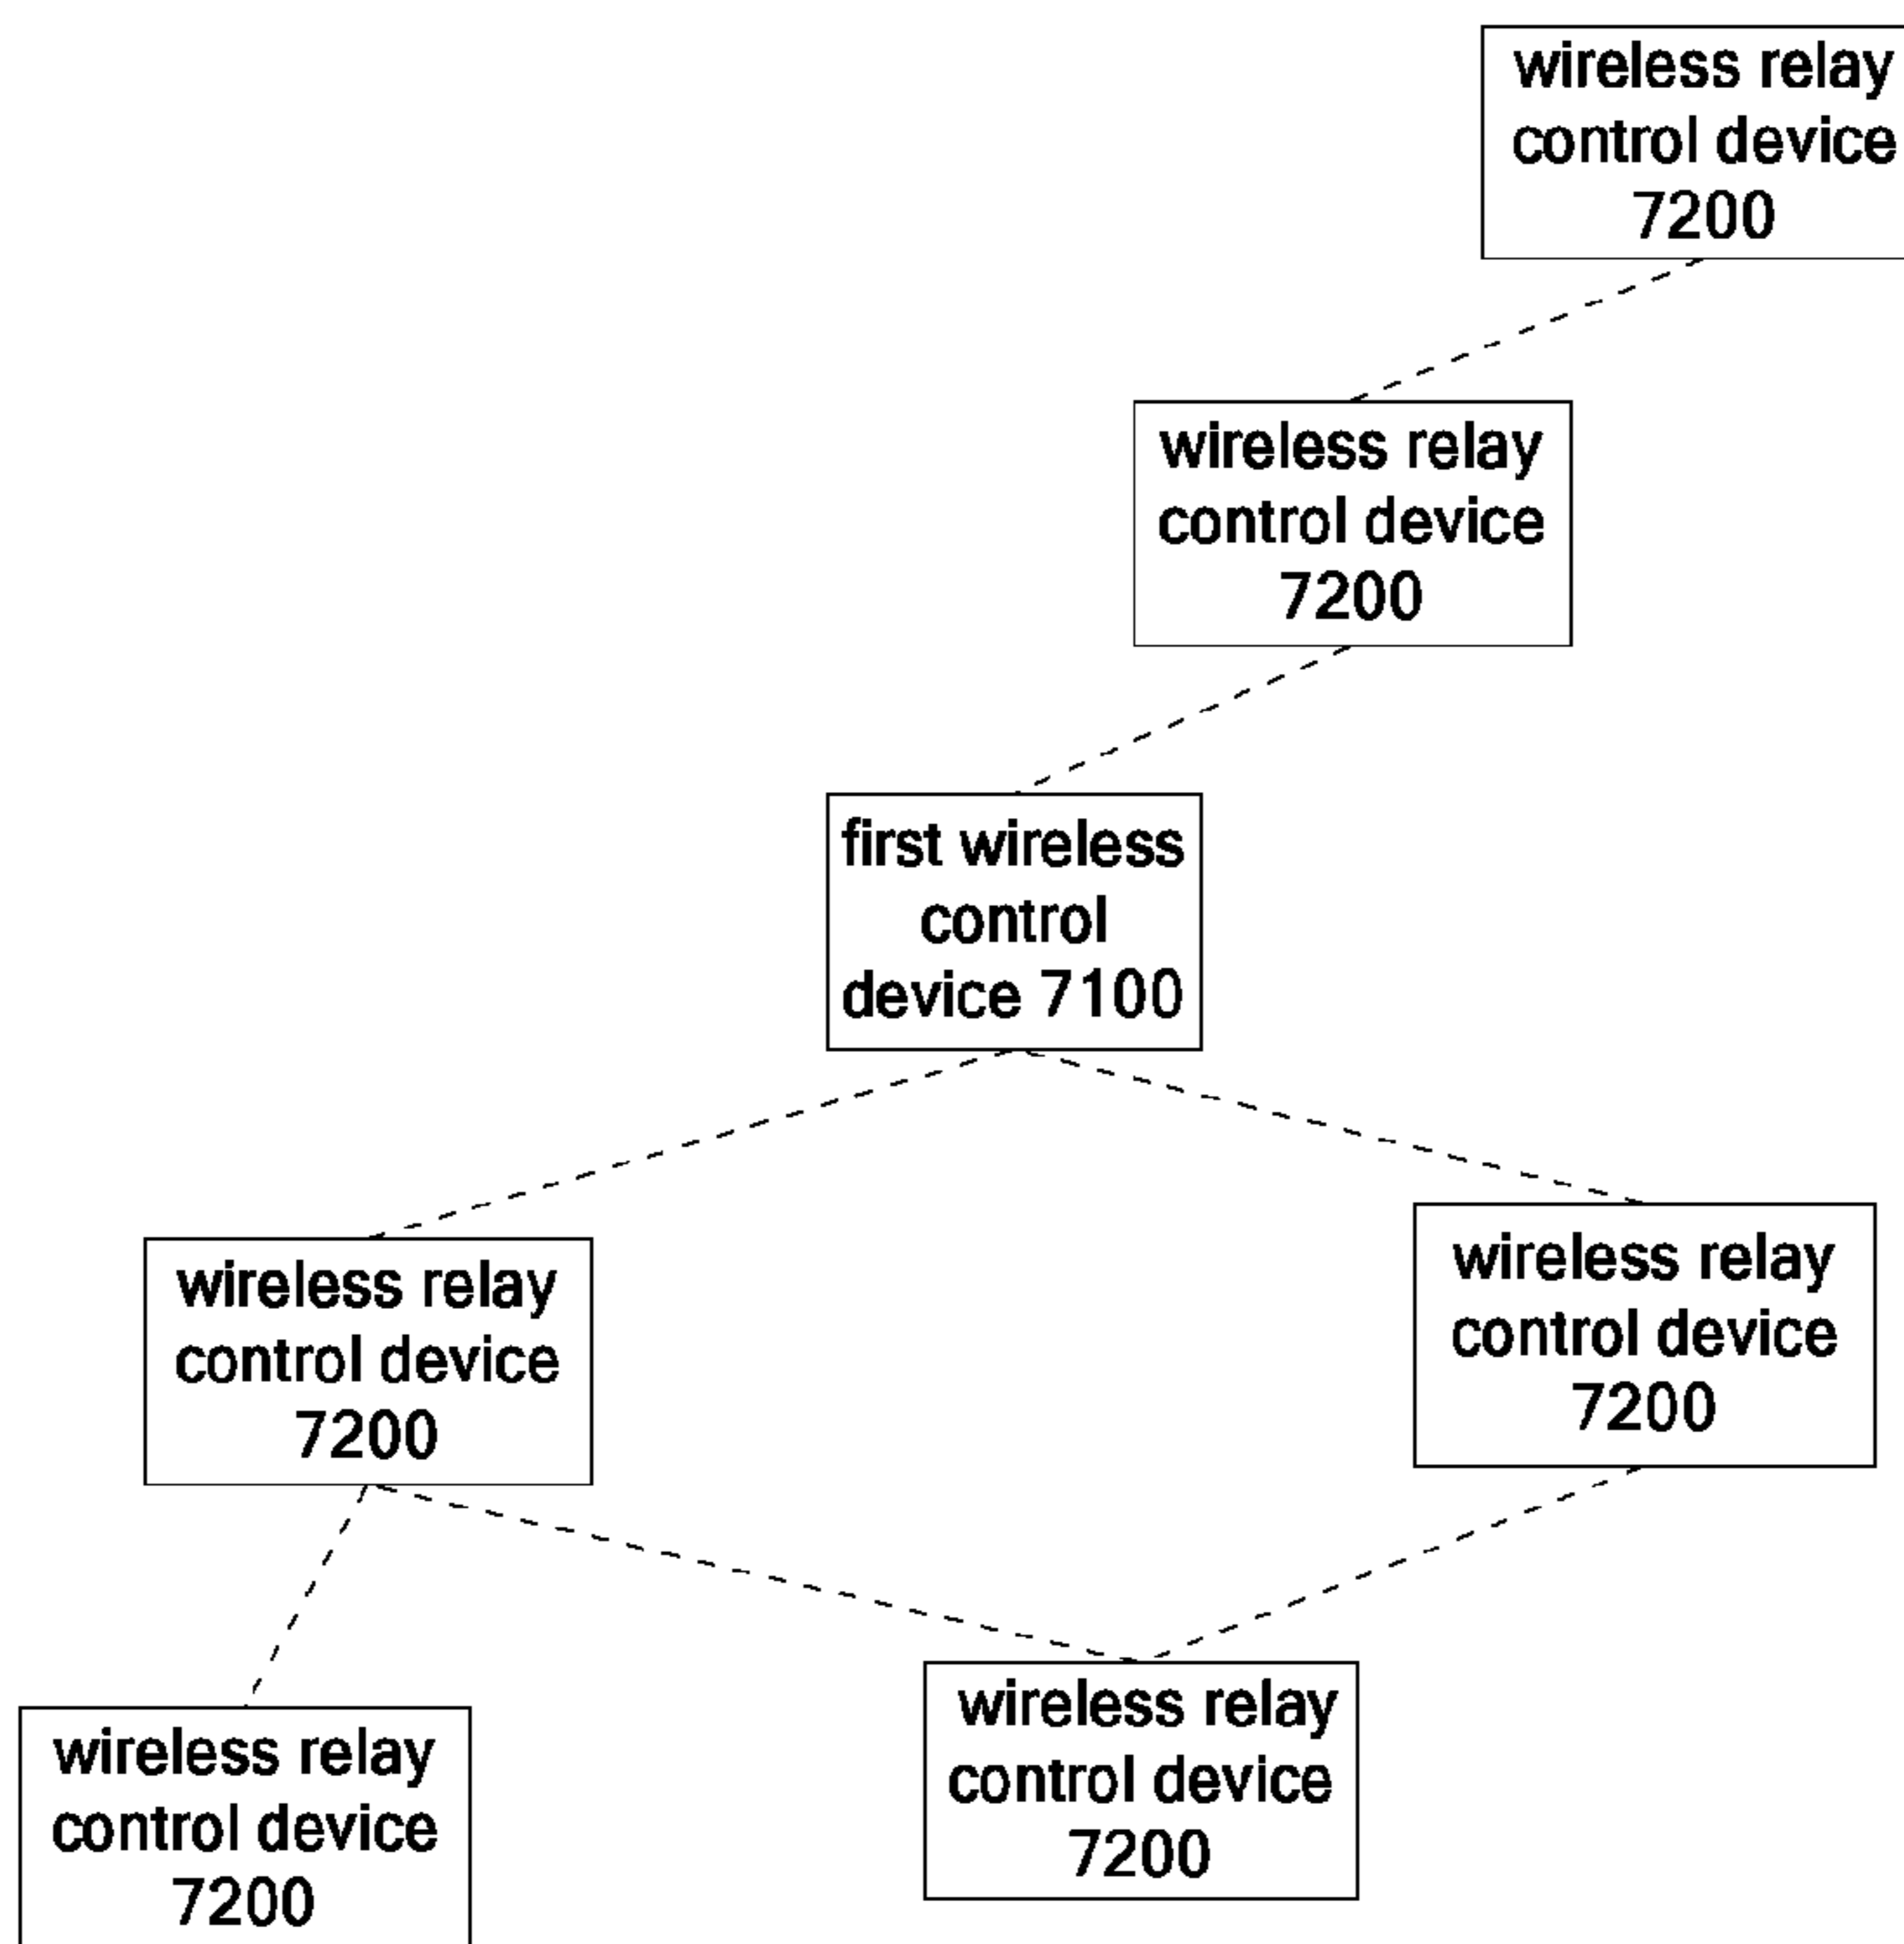 wireless relay
control device
7200
wireless relay
control device
7200
first wireless
control
device 7100
wireless relay
control device
7200
wireless relay
control device
7200
wireless relay
control device
7200
wireless relay
control device
7200